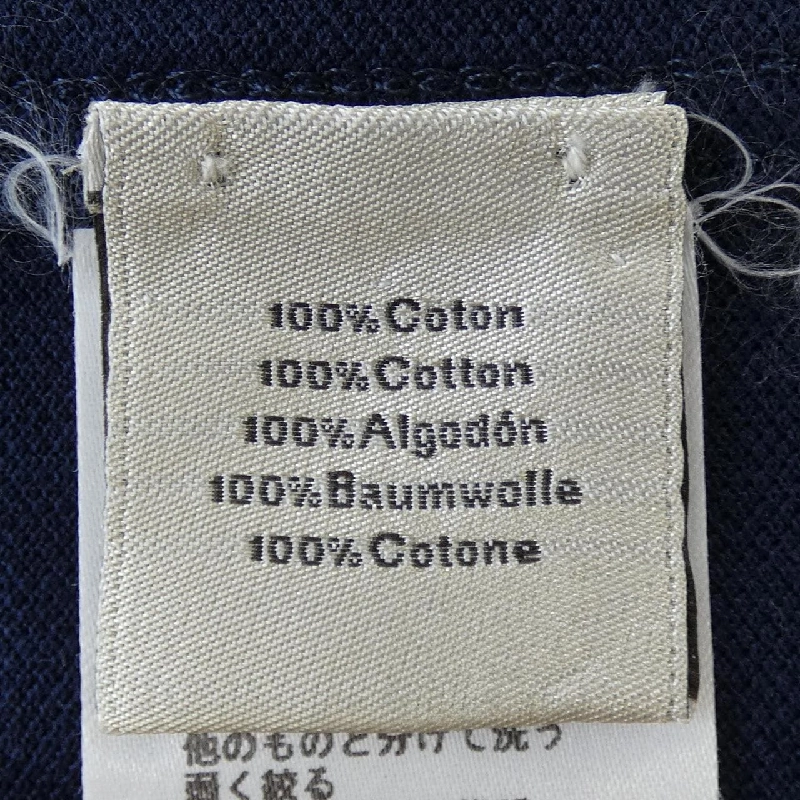 100% Coton
100% Cotton
100% Algodón
100% Baumwolle
100% Cotone
他のものと分けて洗う
弱く絞る